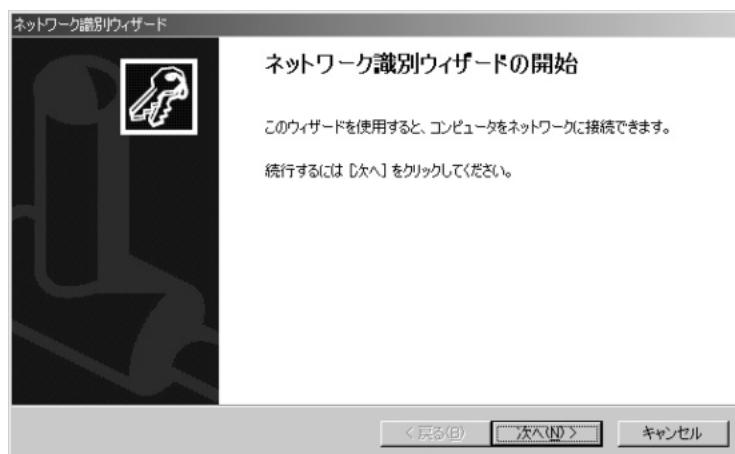 ネットワーク識別ウィザード
ネットワーク識別ウィザードの開始
このウィザードを使用すると、コンピュータをネットワークに接続できます。
続行するには [次へ] をクリックしてください。
< 戻る(B) 次へ(N) > キャンセル